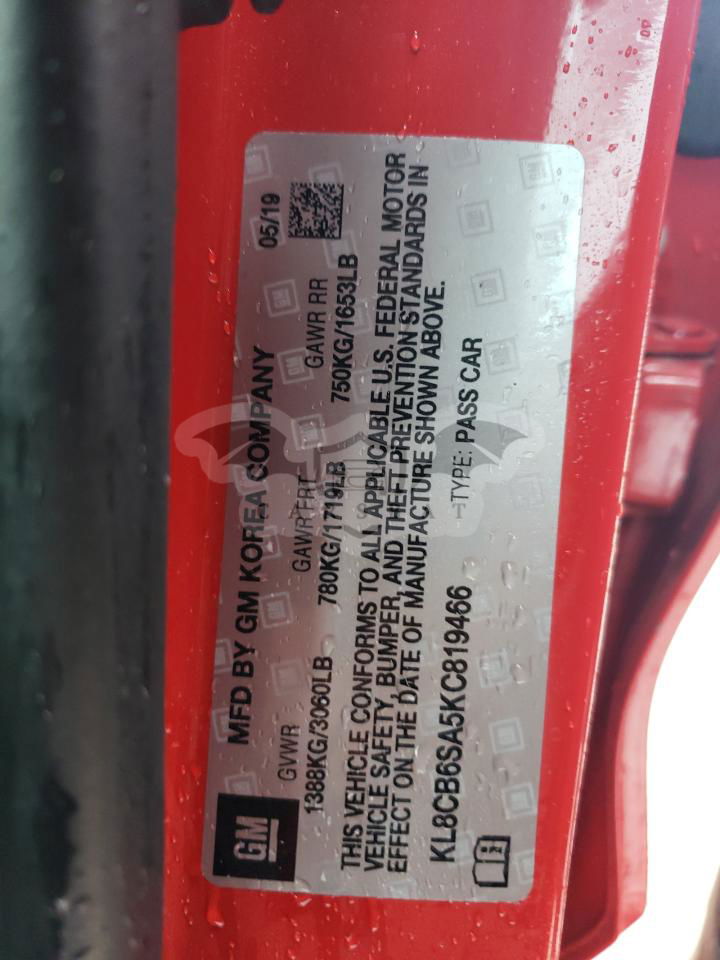 GM
MFD BY GM KOREA COMPANY 05/19
GVWR GAWR FRT GAWR RR
1388KG/3060LB 780KG/1719LB 750KG/1653LB
THIS VEHICLE CONFORMS TO ALL APPLICABLE U.S. FEDERAL MOTOR
VEHICLE SAFETY, BUMPER, AND THEFT PREVENTION STANDARDS IN
EFFECT ON THE DATE OF MANUFACTURE SHOWN ABOVE.
KL8CB6SA5KC819466 TYPE: PASS CAR